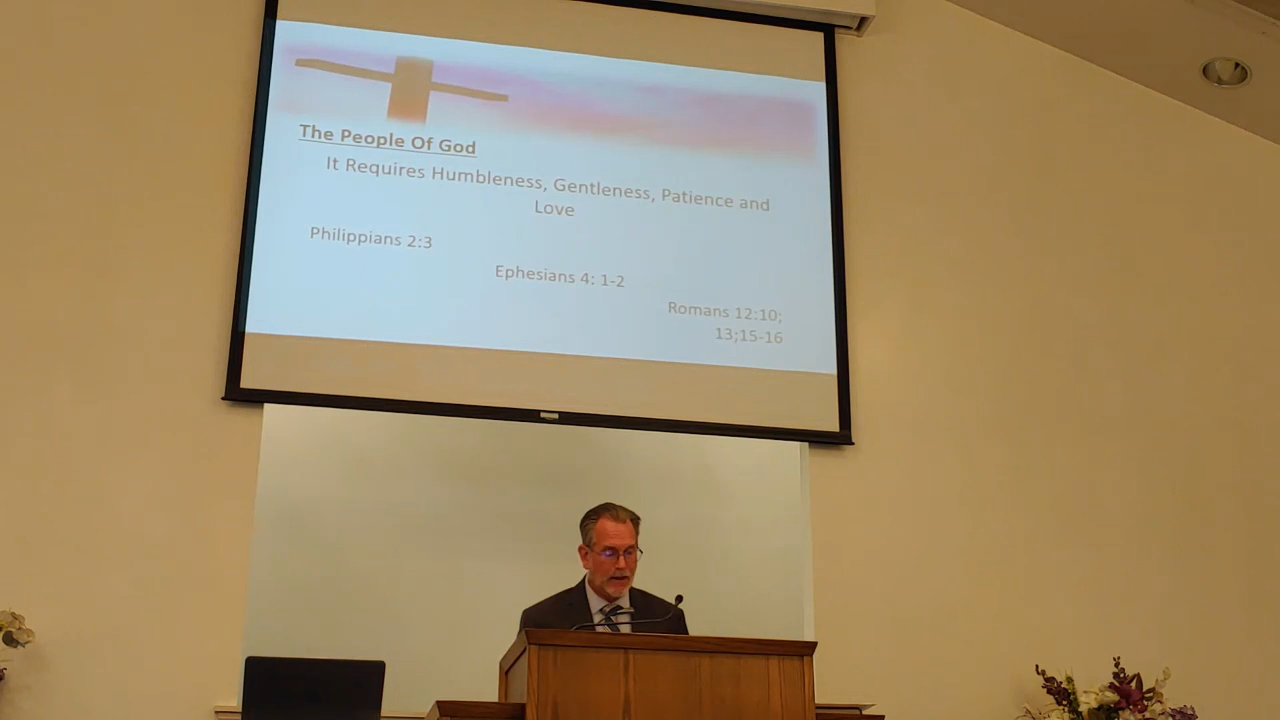 The People Of God
It Requires Humbleness, Gentleness, Patience and
Love
Philippians 2:3
Ephesians 4: 1-2
Romans 12:10;
13;15-16